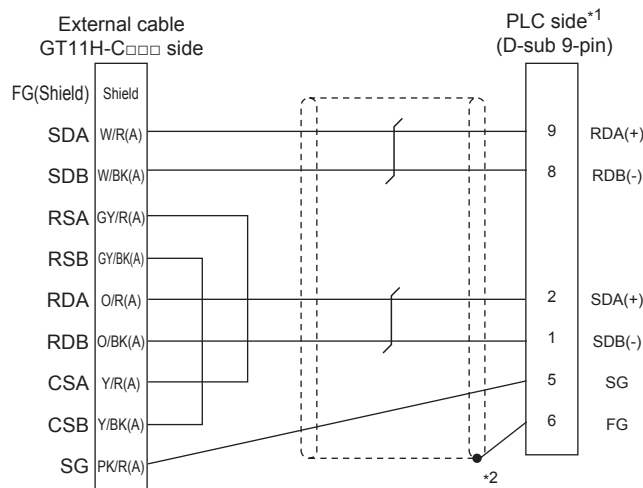 External cable
GT11H-C□□□ side
PLC side*1
(D-sub 9-pin)
FG(Shield) Shield
SDA W/R(A) 9 RDA(+)
SDB W/BK(A) 8 RDB(-)
RSA GY/R(A)
RSB GY/BK(A)
RDA O/R(A) 2 SDA(+)
RDB O/BK(A) 1 SDB(-)
CSA Y/R(A) 5 SG
CSB Y/BK(A) 6 FG
SG PK/R(A)
*2